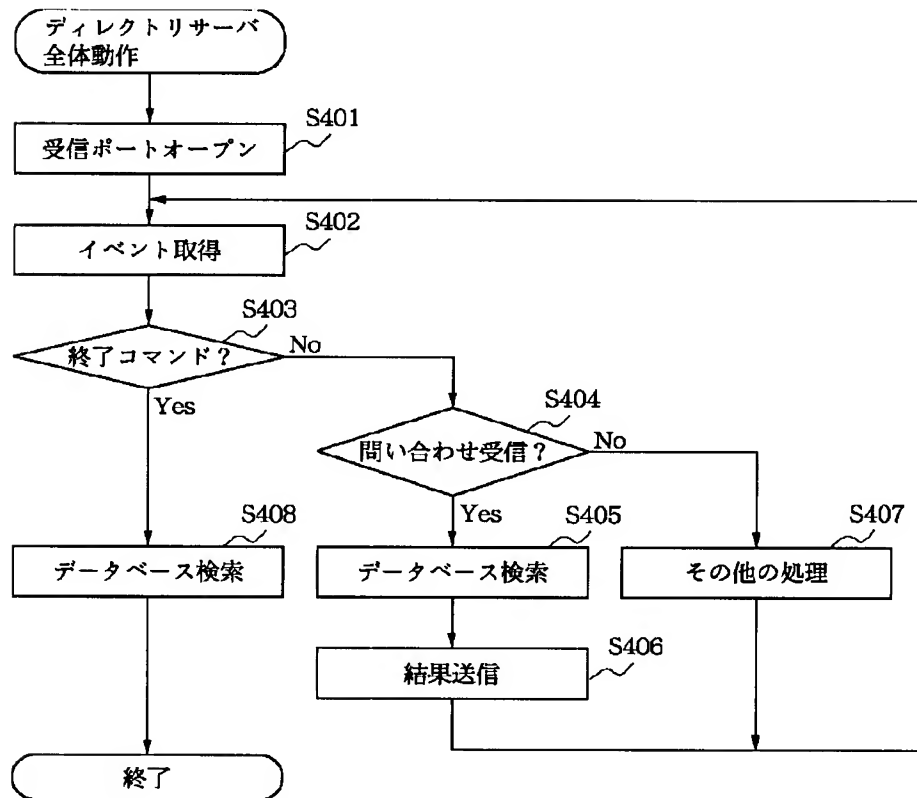 ディレクトリサーバ
全体動作
S401
受信ポートオープン
S402
イベント取得
S403
終了コマンド?
No
Yes
S404
問い合わせ受信?
No
Yes
S408
データベース検索
S405
データベース検索
S407
その他の処理
S406
結果送信
終了